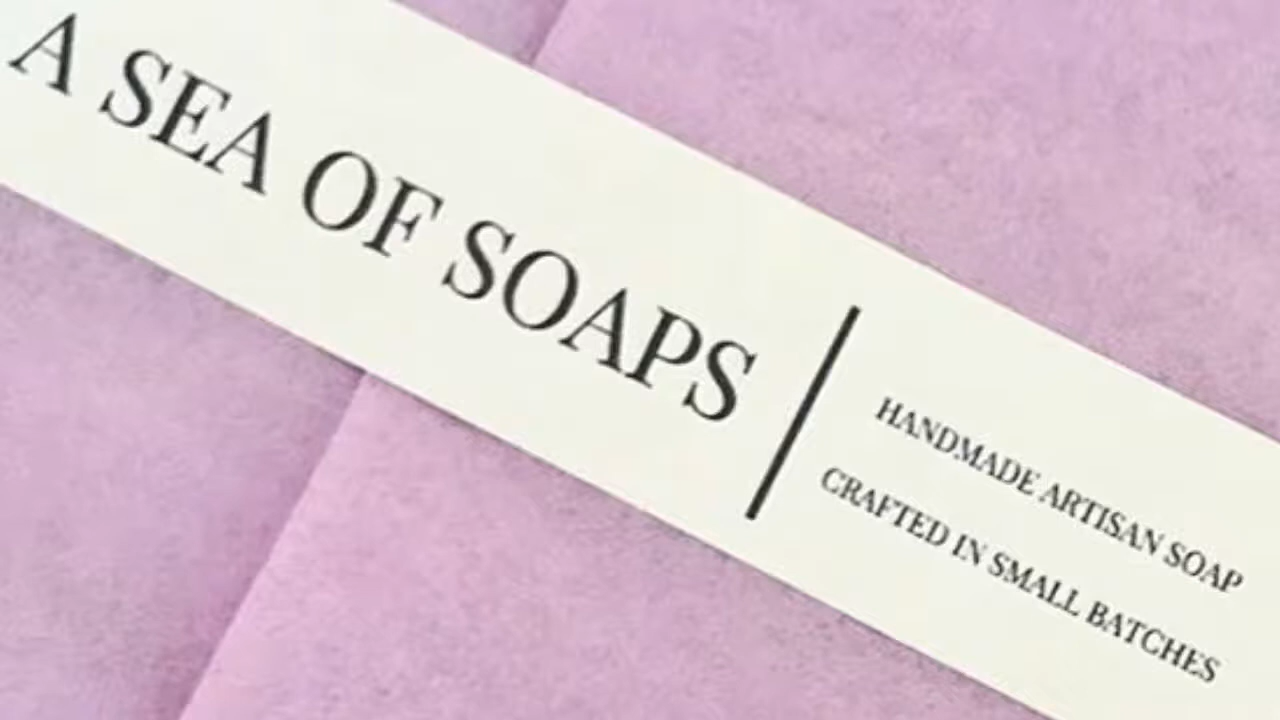 A SEA OF SOAPS
HANDMADE ARTISAN SOAP
CRAFTED IN SMALL BATCHES